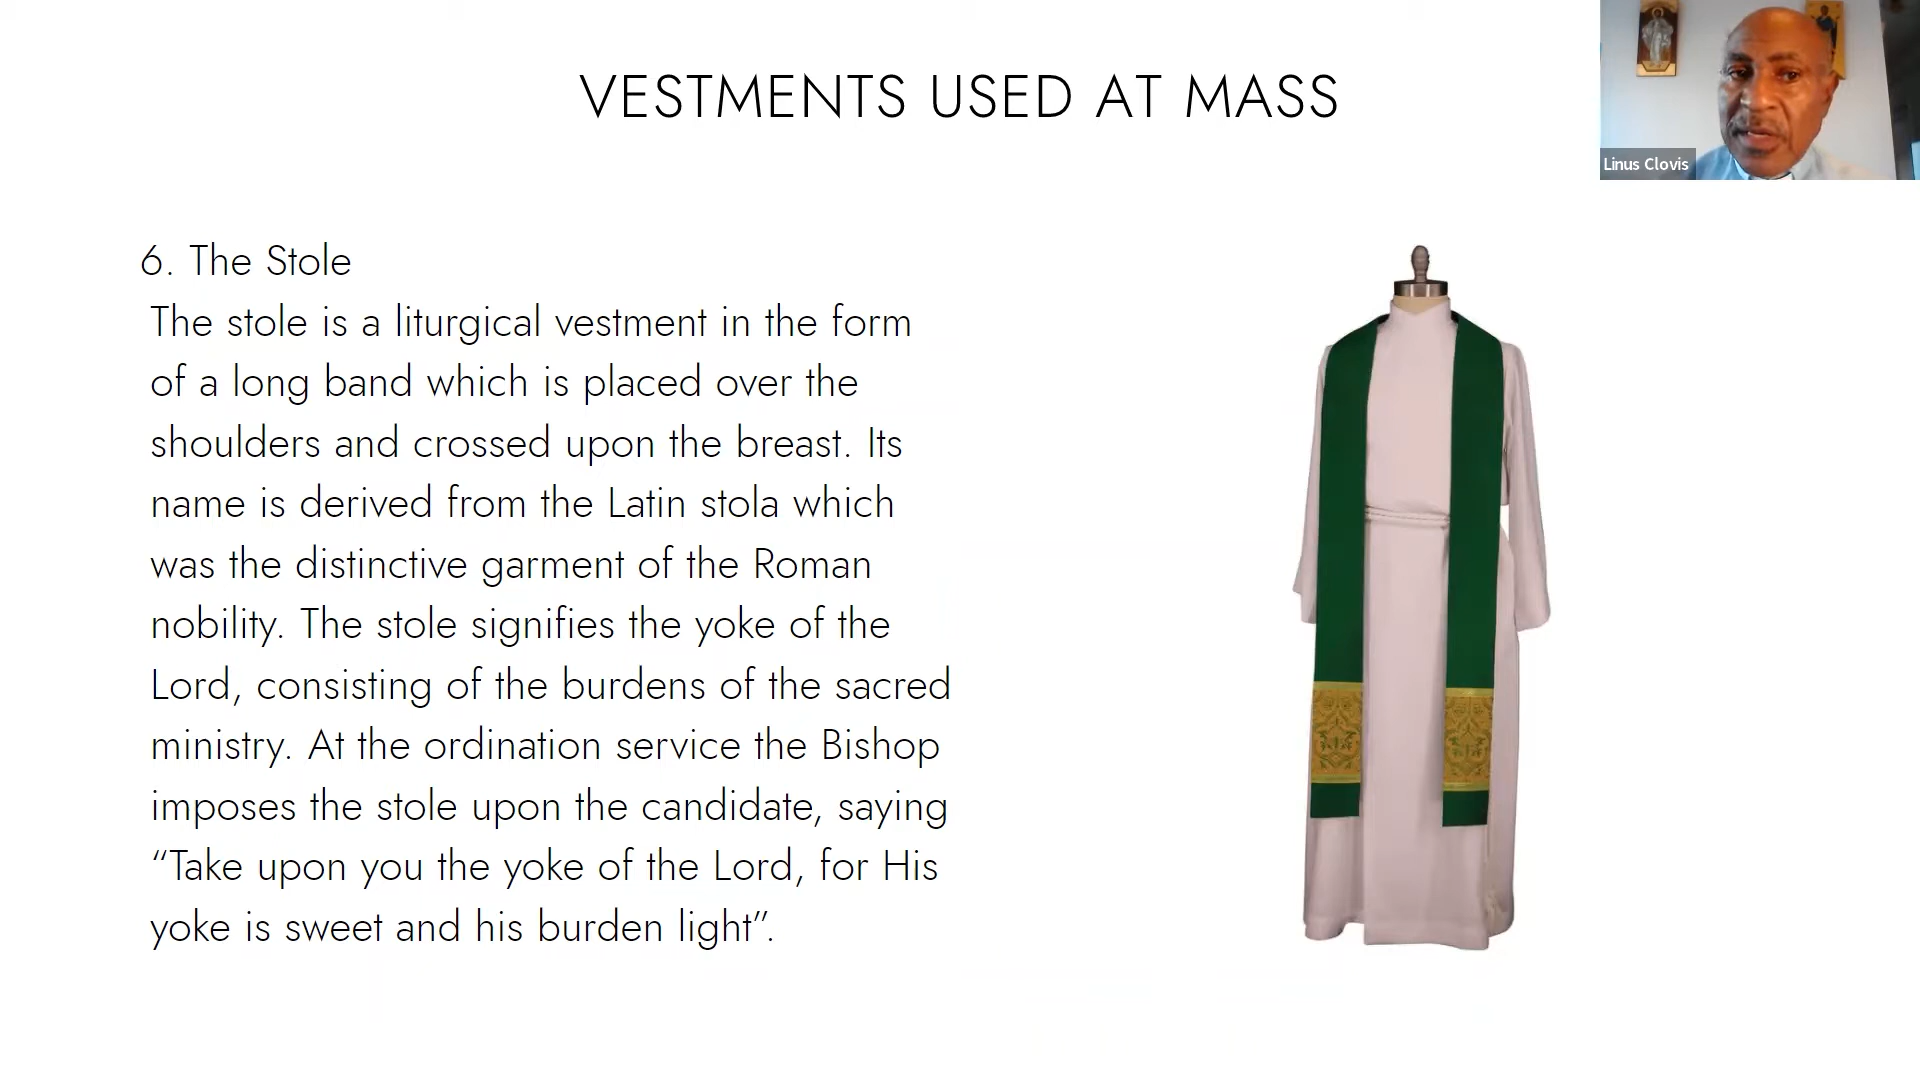 VESTMENTS USED AT MASS
Linus Clovis
6. The Stole
The stole is a liturgical vestment in the form
of a long band which is placed over the
shoulders and crossed upon the breast. Its
name is derived from the Latin stola which
was the distinctive garment of the Roman
nobility. The stole signifies the yoke of the
Lord, consisting of the burdens of the sacred
ministry. At the ordination service the Bishop
imposes the stole upon the candidate, saying
“Take upon you the yoke of the Lord, for His
yoke is sweet and his burden light”.